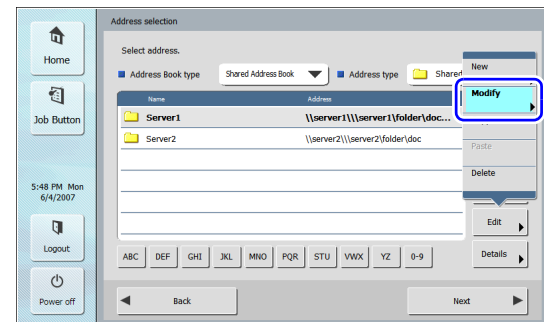 Address selection
Home
Select address.
Address Book type
Shared Address Book
Address type
Shared
New
Modify
Name
Address
Server1
\\server1\\\server1\folder\doc...
Job Button
Server2
\\server2\\\server2\folder\doc
Paste
Delete
5:48 PM Mon
6/4/2007
Edit
Logout
ABC
DEF
GHI
JKL
MNO
PQR
STU
VWX
YZ
0-9
Details
Power off
Back
Next